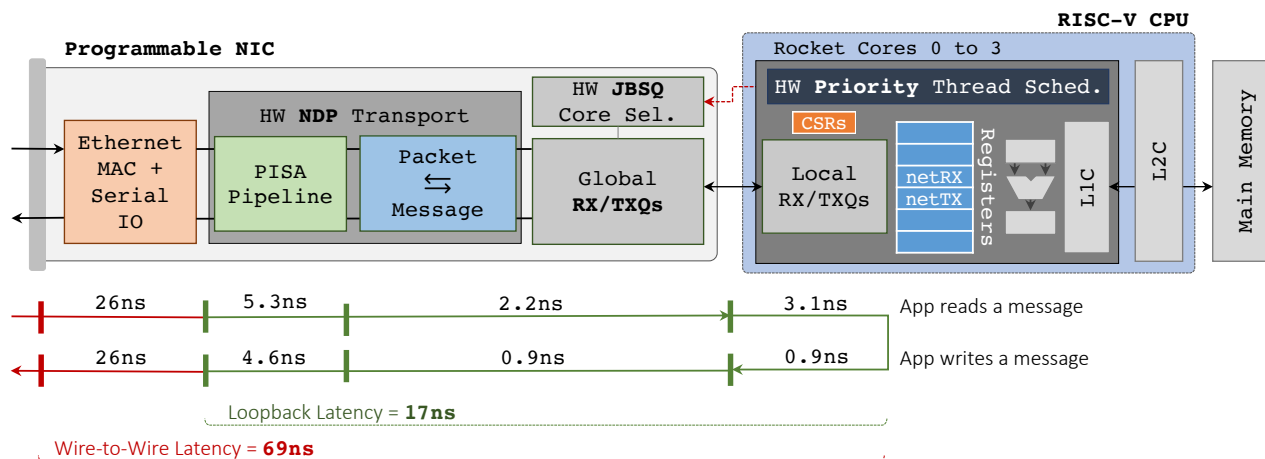 RISC-V CPU
Programmable NIC
Rocket Cores 0 to 3
HW Priority Thread Sched.
HW JBSQ
Core Sel.
HW NDP Transport
CSRs
Ethernet
MAC +
Serial
IO
PISA
Pipeline
Packet
⇆
Message
Global
RX/TXQs
Local
RX/TXQs
netRX
netTX
Registers
L1C
L2C
Main Memory
26ns 5.3ns 2.2ns 3.1ns App reads a message
26ns 4.6ns 0.9ns 0.9ns App writes a message
Loopback Latency = 17ns
Wire-to-Wire Latency = 69ns